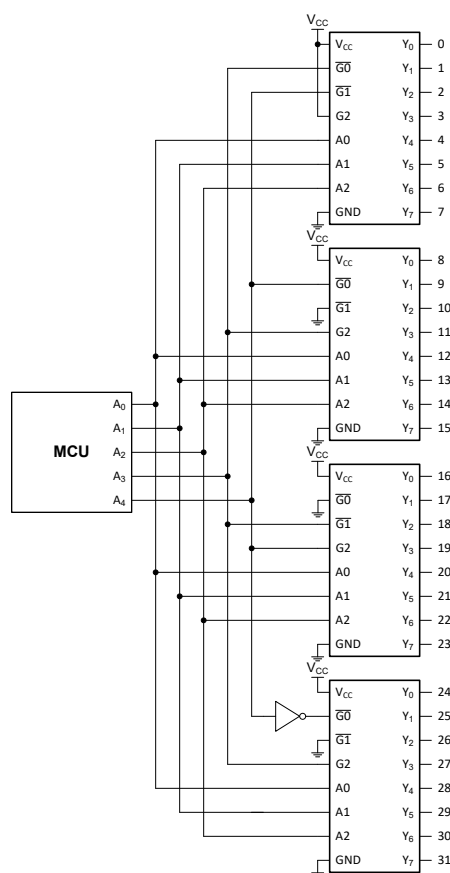 VCC
VCC Y0 0
G0 Y1 1
G1 Y2 2
G2 Y3 3
A0 Y4 4
A1 Y5 5
A2 Y6 6
GND Y7 7
VCC
VCC Y0 8
G0 Y1 9
G1 Y2 10
G2 Y3 11
A0 Y4 12
A1 Y5 13
A2 Y6 14
GND Y7 15
MCU
A0
A1
A2
A3
A4
VCC
VCC Y0 16
G0 Y1 17
G1 Y2 18
G2 Y3 19
A0 Y4 20
A1 Y5 21
A2 Y6 22
GND Y7 23
VCC
VCC Y0 24
G0 Y1 25
G1 Y2 26
G2 Y3 27
A0 Y4 28
A1 Y5 29
A2 Y6 30
GND Y7 31